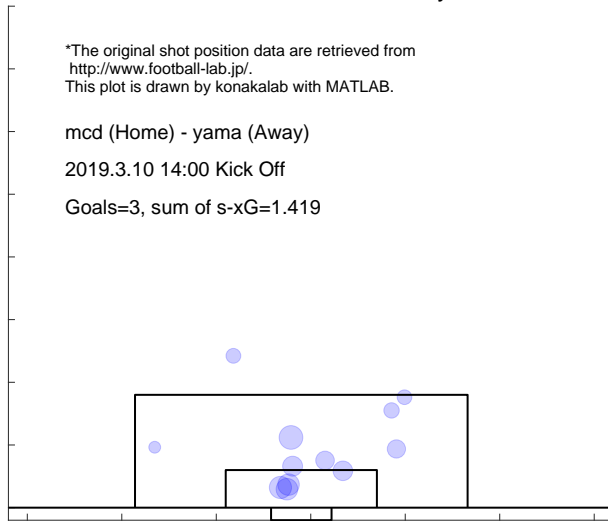 *The original shot position data are retrieved from
http://www.football-lab.jp/.
This plot is drawn by konakalab with MATLAB.
mcd (Home) - yama (Away)
2019.3.10 14:00 Kick Off
Goals=3, sum of s-xG=1.419